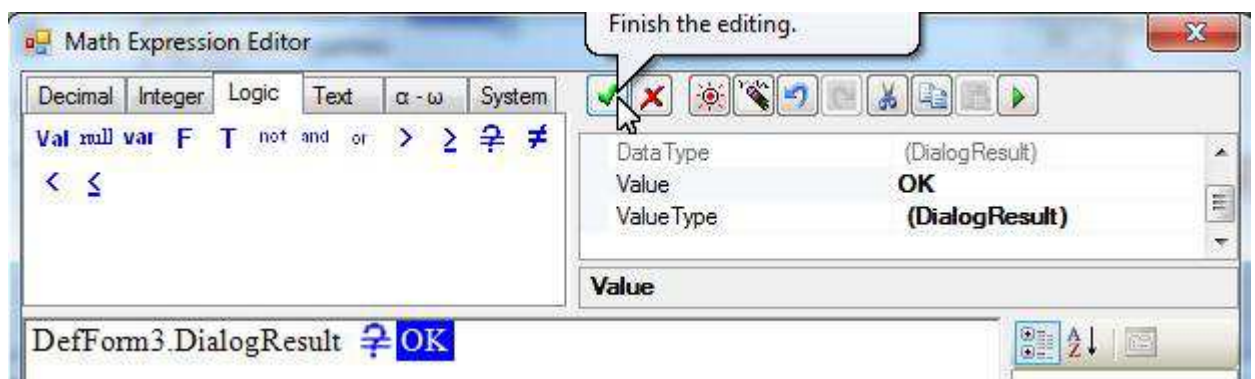 Finish the editing.
Math Expression Editor
Decimal Integer Logic Text α - ω System
Val null var F T not and or > ≥ ≟ ≠
< ≤
DataType (DialogResult)
Value OK
ValueType (DialogResult)
Value
DefForm3.DialogResult ≟ OK